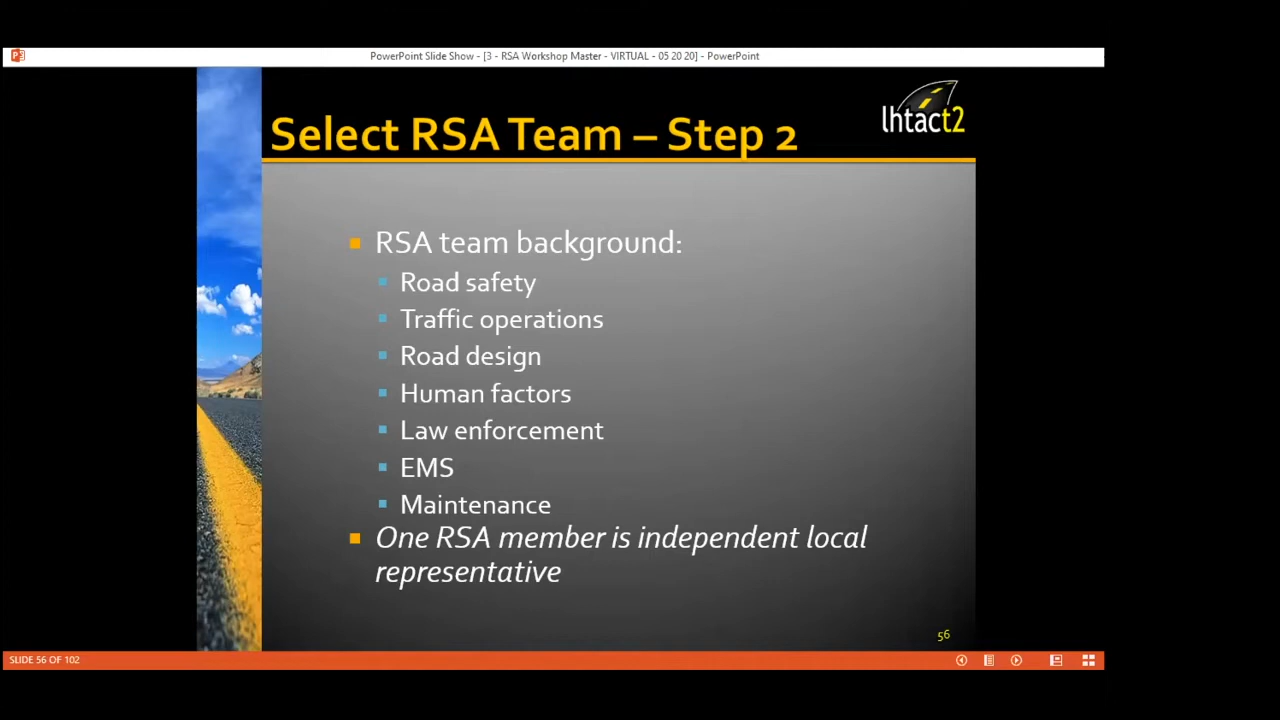 PowerPoint Slide Show - [3 - RSA Workshop Master - VIRTUAL - 05 20 20] - PowerPoint
lhtact2
Select RSA Team – Step 2
RSA team background:
Road safety
Traffic operations
Road design
Human factors
Law enforcement
EMS
Maintenance
One RSA member is independent local
representative
56
SLIDE 56 OF 102